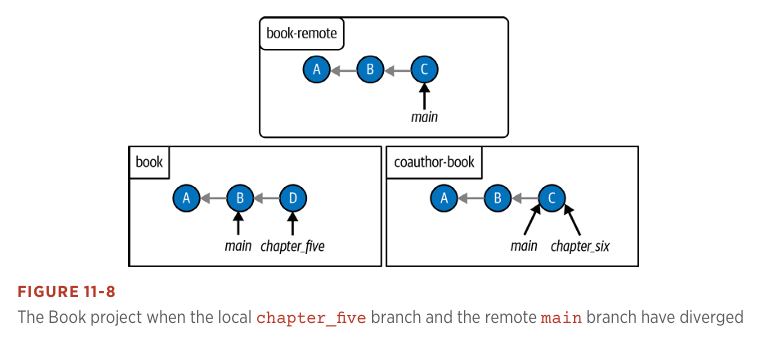 book-remote
A B C
main
book
A B D
main chapter_five
coauthor-book
A B C
main chapter_six
FIGURE 11-8
The Book project when the local chapter_five branch and the remote main branch have diverged